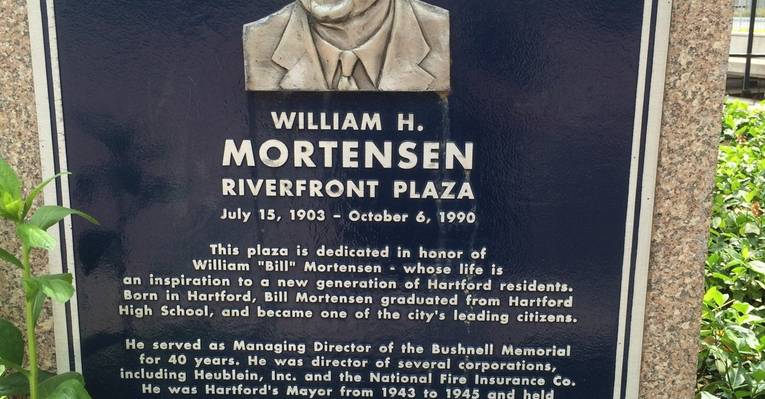 WILLIAM H.
MORTENSEN
RIVERFRONT PLAZA
July 15, 1903 - October 6, 1990
This plaza is dedicated in honor of
William "Bill" Mortensen - whose life is
an inspiration to a new generation of Hartford residents.
Born in Hartford, Bill Mortensen graduated from Hartford
High School, and became one of the city's leading citizens.
He served as Managing Director of the Bushnell Memorial
for 40 years. He was director of several corporations,
including Heublein, Inc. and the National Fire Insurance Co.
He was Hartford's Mayor from 1943 to 1945 and held